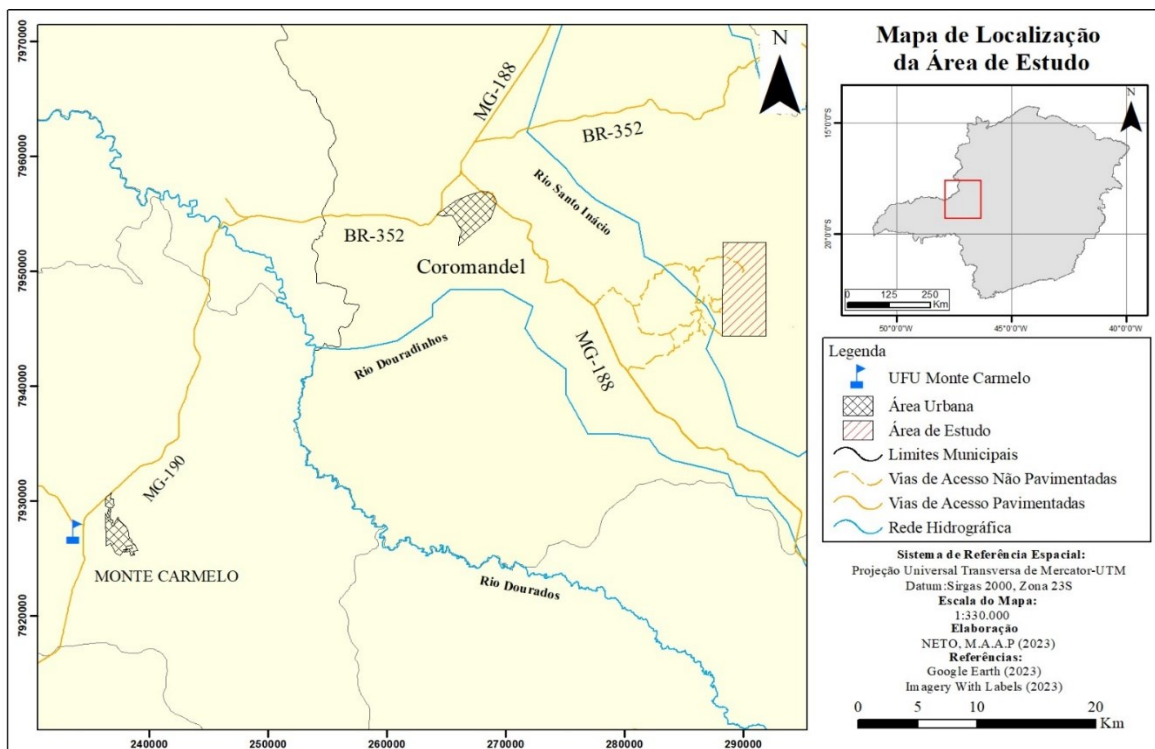 Mapa de Localização
da Área de Estudo
N
MG-188
BR-352
Rio Santo Inácio
BR-352
Coromandel
Rio Douradinhos
MG-188
MG-190
MONTE CARMELO
Rio Dourados
7970000
7960000
7950000
7940000
7930000
7920000
240000
250000
260000
270000
280000
290000
N
15°0'0"S
20°0'0"S
0 125 250
Km
50°0'0"W
45°0'0"W
40°0'0"W
Legenda
UFU Monte Carmelo
Área Urbana
Área de Estudo
Limites Municipais
Vias de Acesso Não Pavimentadas
Vias de Acesso Pavimentadas
Rede Hidrográfica
Sistema de Referência Espacial:
Projeção Universal Transversa de Mercator-UTM
Datum:Sirgas 2000, Zona 23S
Escala do Mapa:
1:330.000
Elaboração
NETO, M.A.A.P (2023)
Referências:
Google Earth (2023)
Imagery With Labels (2023)
0 5 10 20
Km